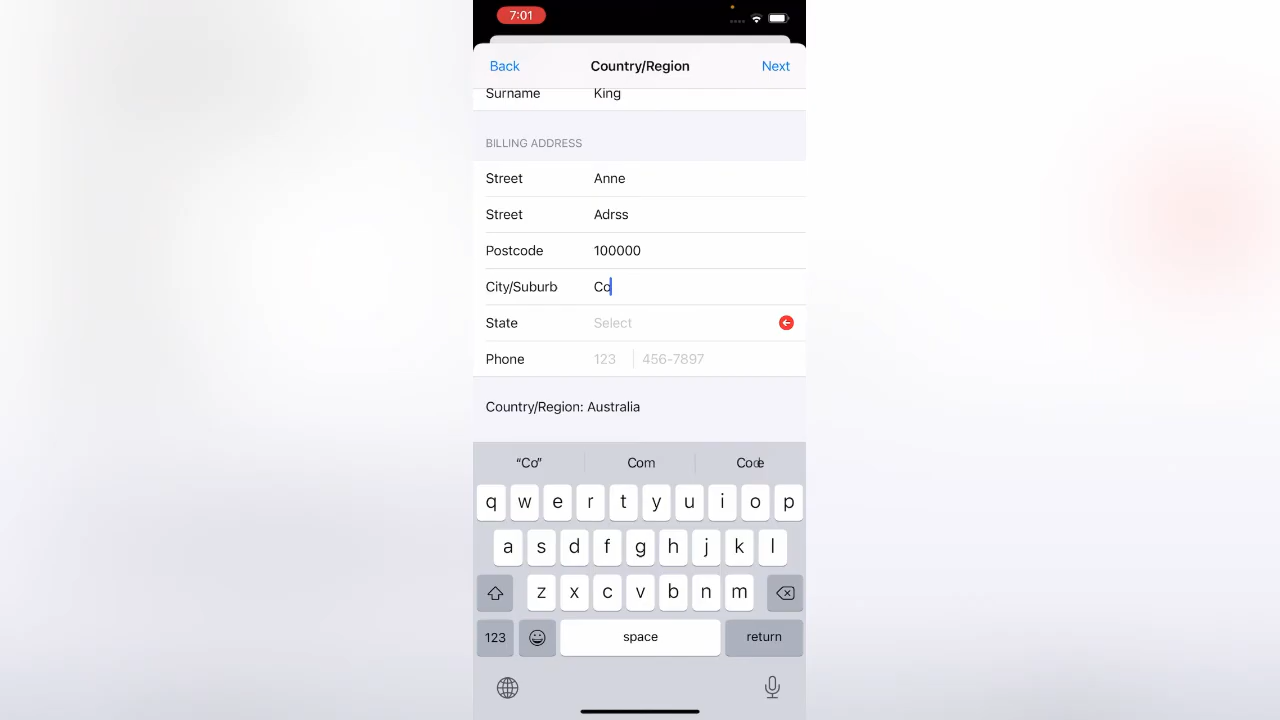 7:01
Back Country/Region Next
Surname King
BILLING ADDRESS
Street Anne
Street Adrss
Postcode 100000
City/Suburb Co
State Select
Phone 123 456-7897
Country/Region: Australia
“Co” Com Code
q w e r t y u i o p
a s d f g h j k l
z x c v b n m
123 space return